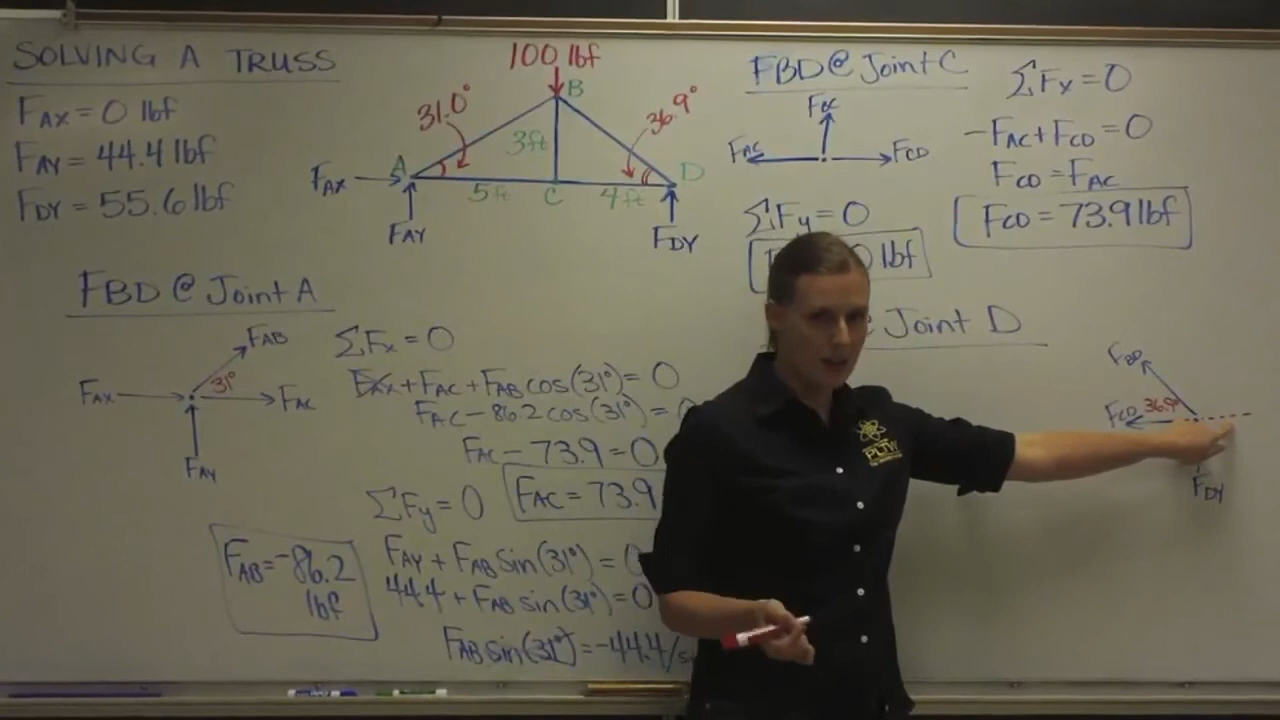 SOLVING A TRUSS
FAX = 0 lbf
FAY = 44.4 lbf
FDY = 55.6 lbf
100 lbf
B
31.0°
36.9°
3ft
A
D
FAX
5ft
C
4ft
FAY
FDY
FBD @ Joint C
FBC
FAC
FCD
ΣFy = 0
0 lbf
ΣFx = 0
-FAC + FCD = 0
FCD = FAC
FCD = 73.9 lbf
FBD @ Joint A
FAB
31°
FAX
FAC
FAY
ΣFx = 0
FAX + FAC + FAB cos(31°) = 0
FAC - 86.2 cos(31°) = 0
FAC - 73.9 = 0
FAC = 73.9
ΣFy = 0
FAY + FAB sin(31°) = 0
44.4 + FAB sin(31°) = 0
FAB sin(31°) = -44.4/
FAB = -86.2
lbf
Joint D
FBD
FCD
36.9°
FDY
PLTW